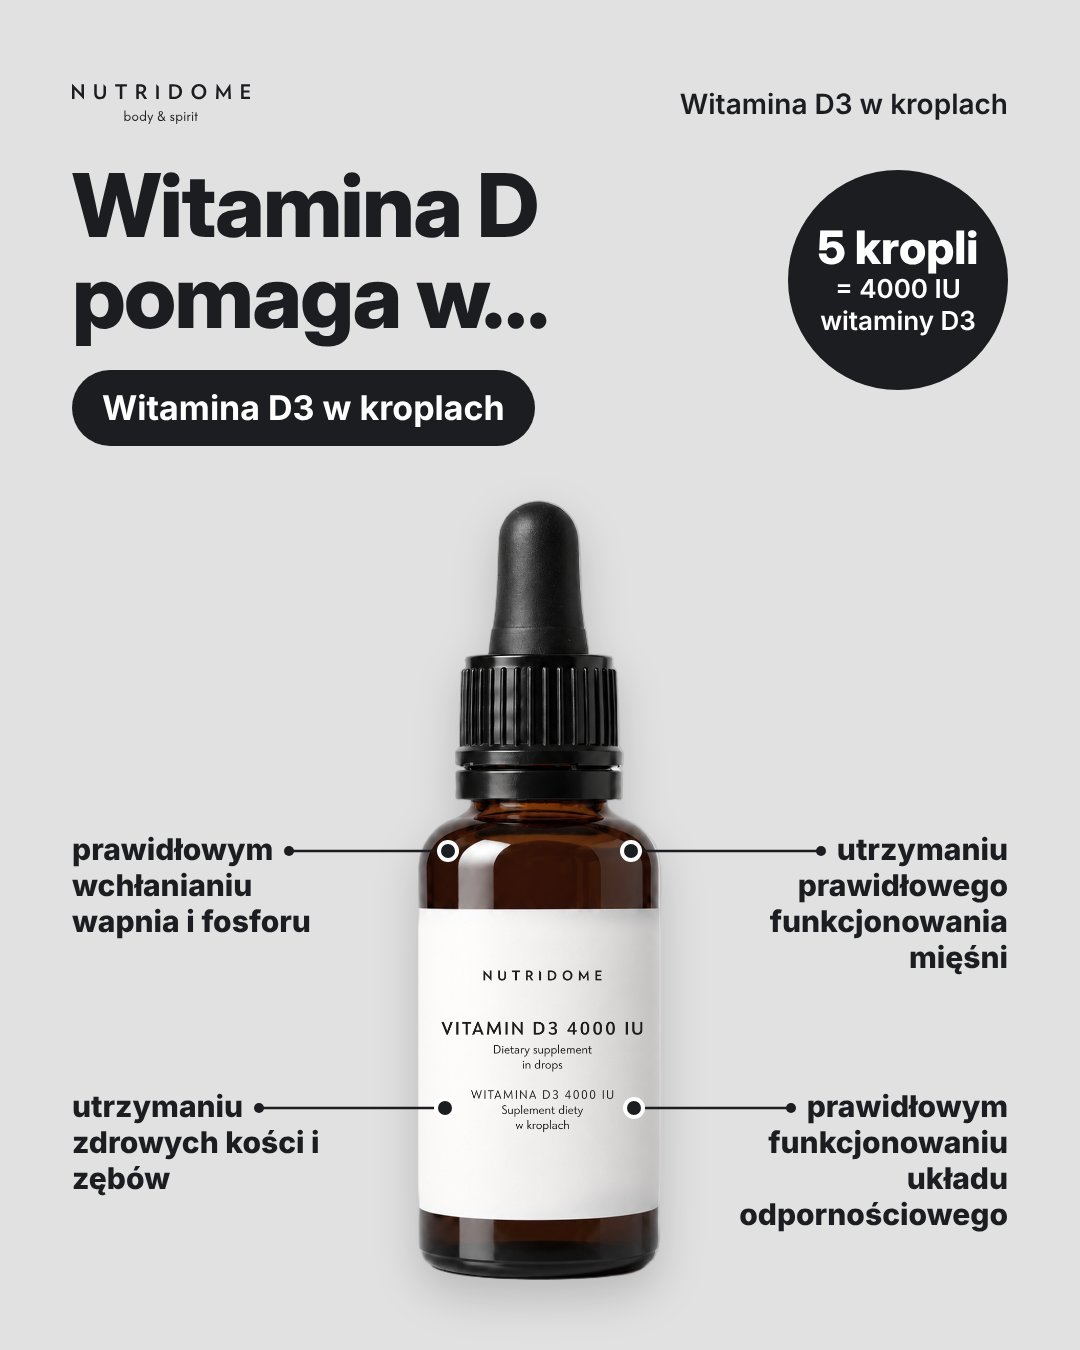 NUTRIDOME
body & spirit
Witamina D3 w kroplach
Witamina D
pomaga w...
5 kropli
= 4000 IU
witaminy D3
Witamina D3 w kroplach
prawidłowym
wchłanianiu
wapnia i fosforu
utrzymaniu
prawidłowego
funkcjonowania
mięśni
NUTRIDOME
VITAMIN D3 4000 IU
Dietary supplement
in drops
WITAMINA D3 4000 IU
Suplement diety
w kroplach
utrzymaniu
zdrowych kości i
zębów
prawidłowym
funkcjonowaniu
układu
odpornościowego